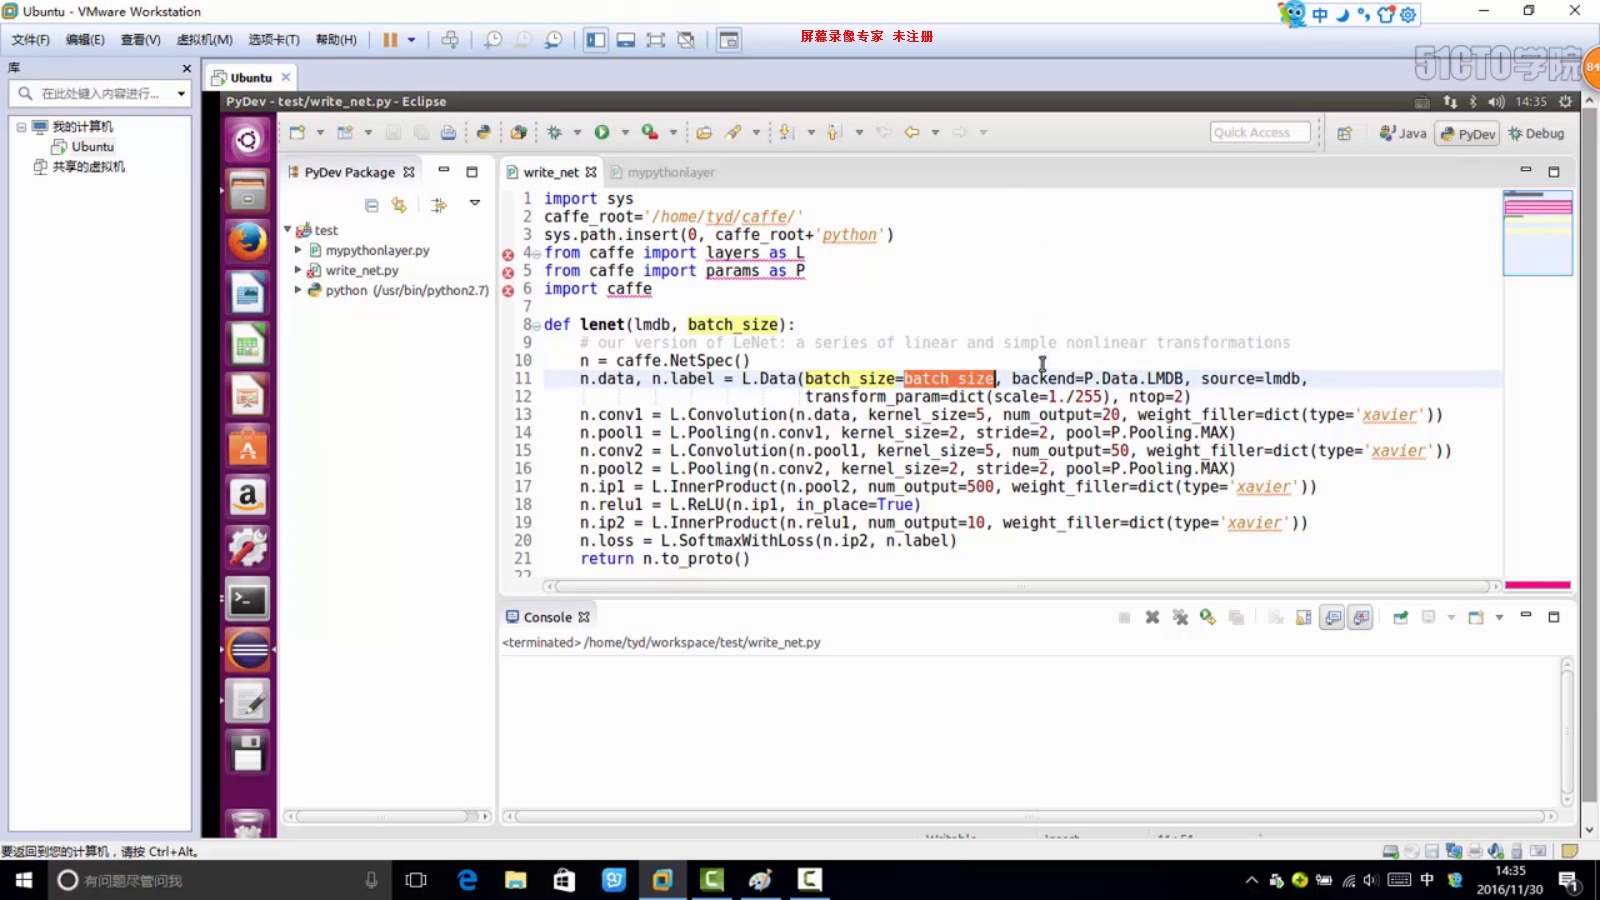 Ubuntu - VMware Workstation
中
文件(F) 编辑(E) 查看(V) 虚拟机(M) 选项卡(T) 帮助(H)
屏幕录像专家 未注册
51CTO学院
84
库
在此处键入内容进行...
我的计算机
Ubuntu
共享的虚拟机
Ubuntu
PyDev - test/write_net.py - Eclipse
14:35
Quick Access
Java
PyDev
Debug
PyDev Package
test
mypythonlayer.py
write_net.py
python (/usr/bin/python2.7)
write_net
mypythonlayer
1 import sys
2 caffe_root='/home/tyd/caffe/'
3 sys.path.insert(0, caffe_root+'python')
4 from caffe import layers as L
5 from caffe import params as P
6 import caffe
7
8 def lenet(lmdb, batch_size):
9 # our version of LeNet: a series of linear and simple nonlinear transformations
10 n = caffe.NetSpec()
11 n.data, n.label = L.Data(batch_size=batch_size, backend=P.Data.LMDB, source=lmdb,
12 transform_param=dict(scale=1./255), ntop=2)
13 n.conv1 = L.Convolution(n.data, kernel_size=5, num_output=20, weight_filler=dict(type='xavier'))
14 n.pool1 = L.Pooling(n.conv1, kernel_size=2, stride=2, pool=P.Pooling.MAX)
15 n.conv2 = L.Convolution(n.pool1, kernel_size=5, num_output=50, weight_filler=dict(type='xavier'))
16 n.pool2 = L.Pooling(n.conv2, kernel_size=2, stride=2, pool=P.Pooling.MAX)
17 n.ip1 = L.InnerProduct(n.pool2, num_output=500, weight_filler=dict(type='xavier'))
18 n.relu1 = L.ReLU(n.ip1, in_place=True)
19 n.ip2 = L.InnerProduct(n.relu1, num_output=10, weight_filler=dict(type='xavier'))
20 n.loss = L.SoftmaxWithLoss(n.ip2, n.label)
21 return n.to_proto()
22
Console
<terminated> /home/tyd/workspace/test/write_net.py
要返回到您的计算机，请按 Ctrl+Alt。
有问题尽管问我
中
14:35
2016/11/30
1